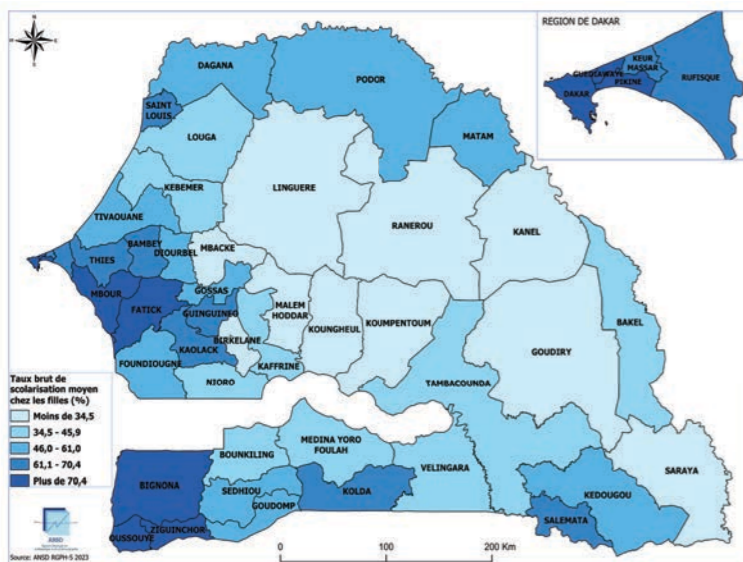 REGION DE DAKAR
KEUR
MASSAR
GUEDIAWAYE
PIKINE
RUFISQUE
DAKAR
DAGANA
PODOR
SAINT
LOUIS
MATAM
LOUGA
LINGUERE
KEBEMER
RANEROU
KANEL
TIVAOUANE
BAMBEY
MBACKE
DIOURBEL
THIES
MBOUR
GOSSAS
FATICK
GUINGUINEO
MALEM
HODDAR
KOUNGHEUL
KOUMPENTOUM
BAKEL
BIRKELANE
GOUDIRY
KAOLACK
FOUNDIOUGNE
KAFFRINE
NIORO
TAMBACOUNDA
Taux brut de
scolarisation moyen
chez les filles (%)
Moins de 34,5
34,5 - 45,9
46,0 - 61,0
61,1 - 70,4
Plus de 70,4
MEDINA YORO
FOULAH
BOUNKILING
VELINGARA
SARAYA
BIGNONA
SEDHIOU
KOLDA
KEDOUGOU
GOUDOMP
SALEMATA
ZIGUINCHOR
OUSSOUYE
ANSD
Source: ANSD RGPH-5 2023
0 100 200 Km